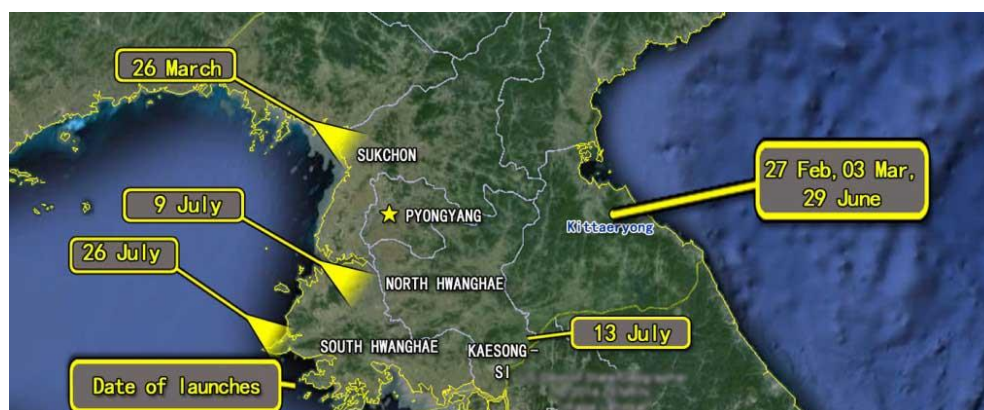 26 March
SUKCHON
27 Feb, 03 Mar,
29 June
9 July
PYONGYANG
Kittaeryong
26 July
NORTH HWANGHAE
13 July
SOUTH HWANGHAE
KAESONG-
SI
Date of launches